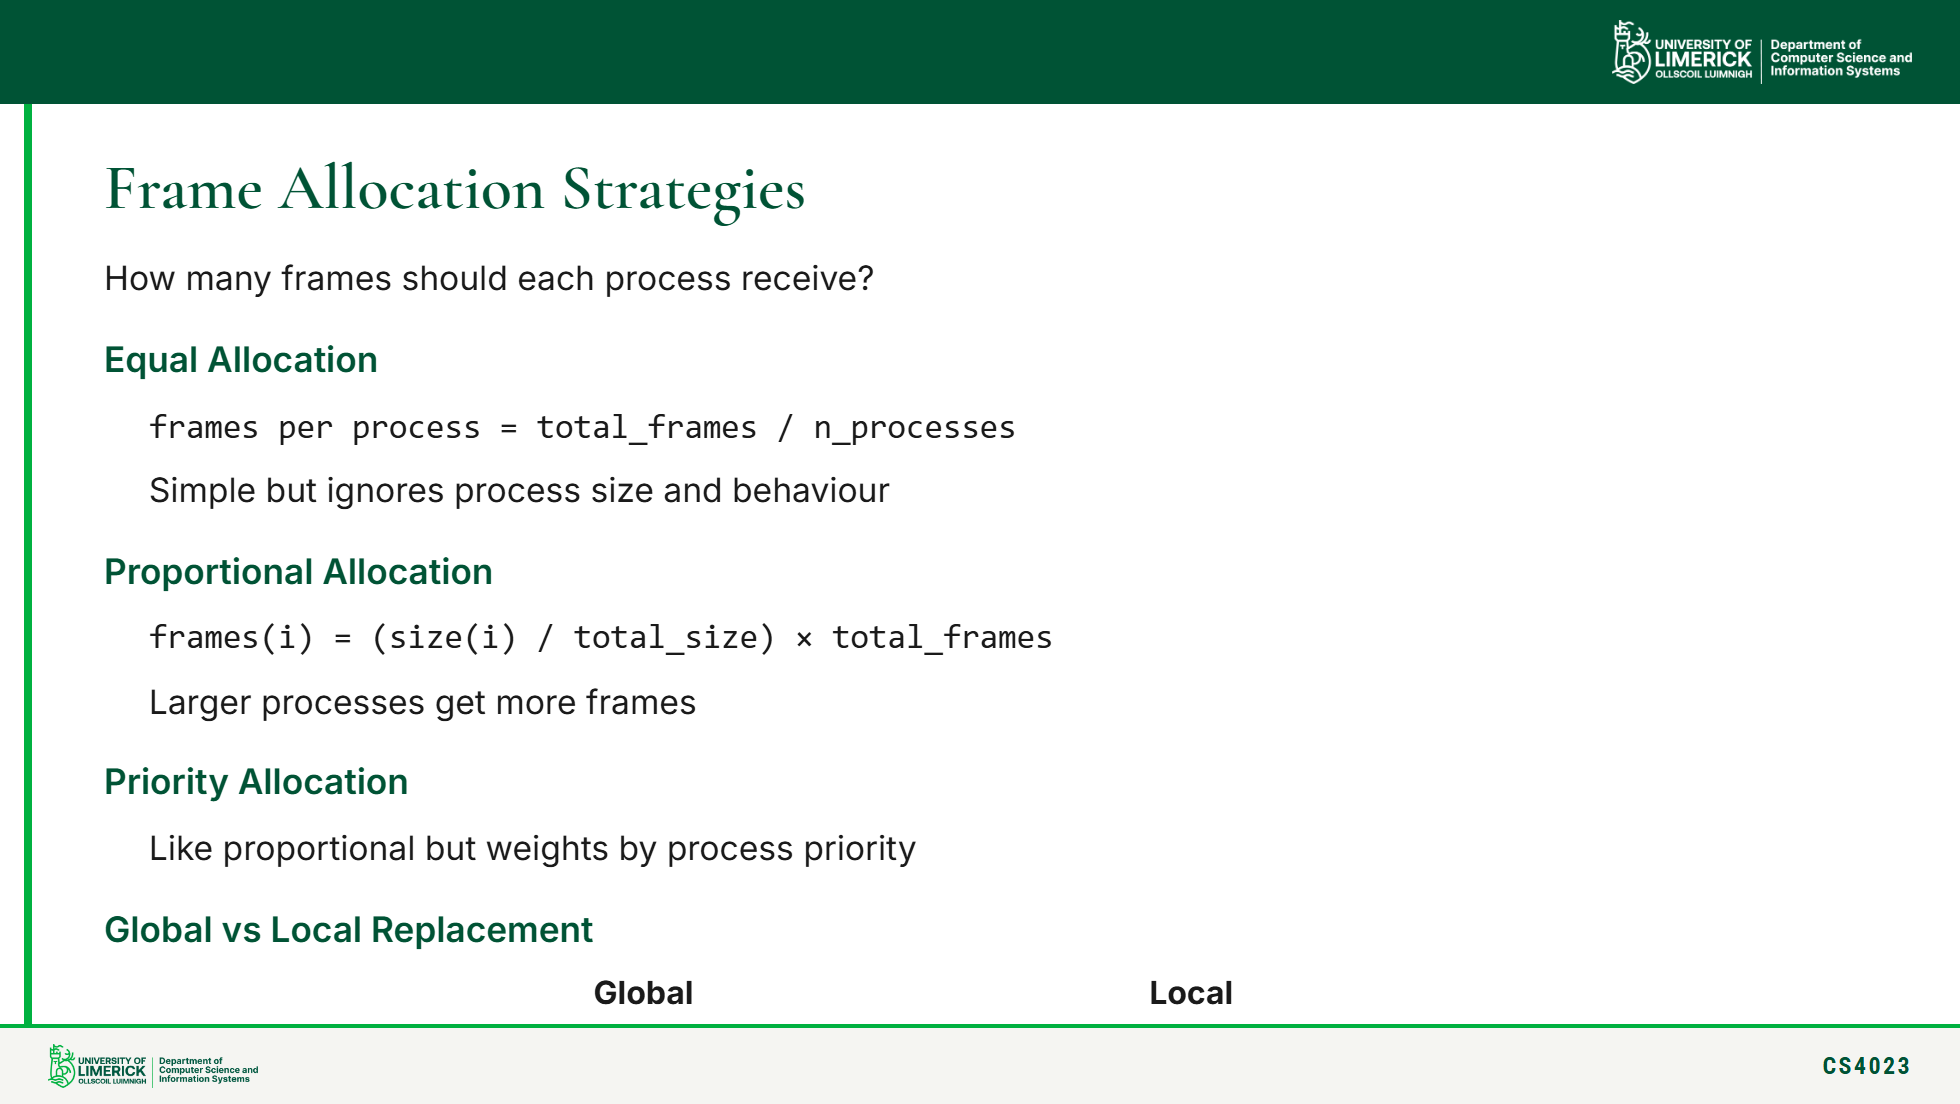 UNIVERSITY OF
LIMERICK
OLLSCOIL LUIMNIGH
Department of
Computer Science and
Information Systems
Frame Allocation Strategies
How many frames should each process receive?
Equal Allocation
frames per process = total_frames / n_processes
Simple but ignores process size and behaviour
Proportional Allocation
frames(i) = (size(i) / total_size) × total_frames
Larger processes get more frames
Priority Allocation
Like proportional but weights by process priority
Global vs Local Replacement
Global Local
UNIVERSITY OF
LIMERICK
OLLSCOIL LUIMNIGH
Department of
Computer Science and
Information Systems
CS4023